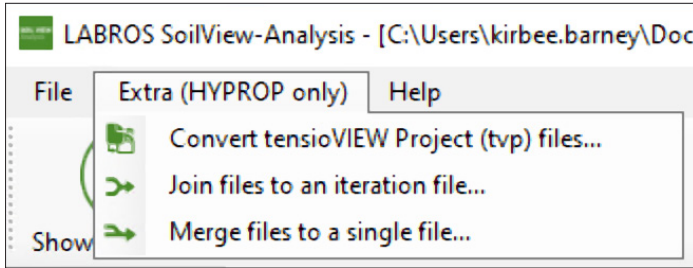 LABROS SoilView-Analysis - [C:\Users\kirbee.barney\Doc
File Extra (HYPROP only) Help
Convert tensioVIEW Project (tvp) files...
Join files to an iteration file...
Show
Merge files to a single file...